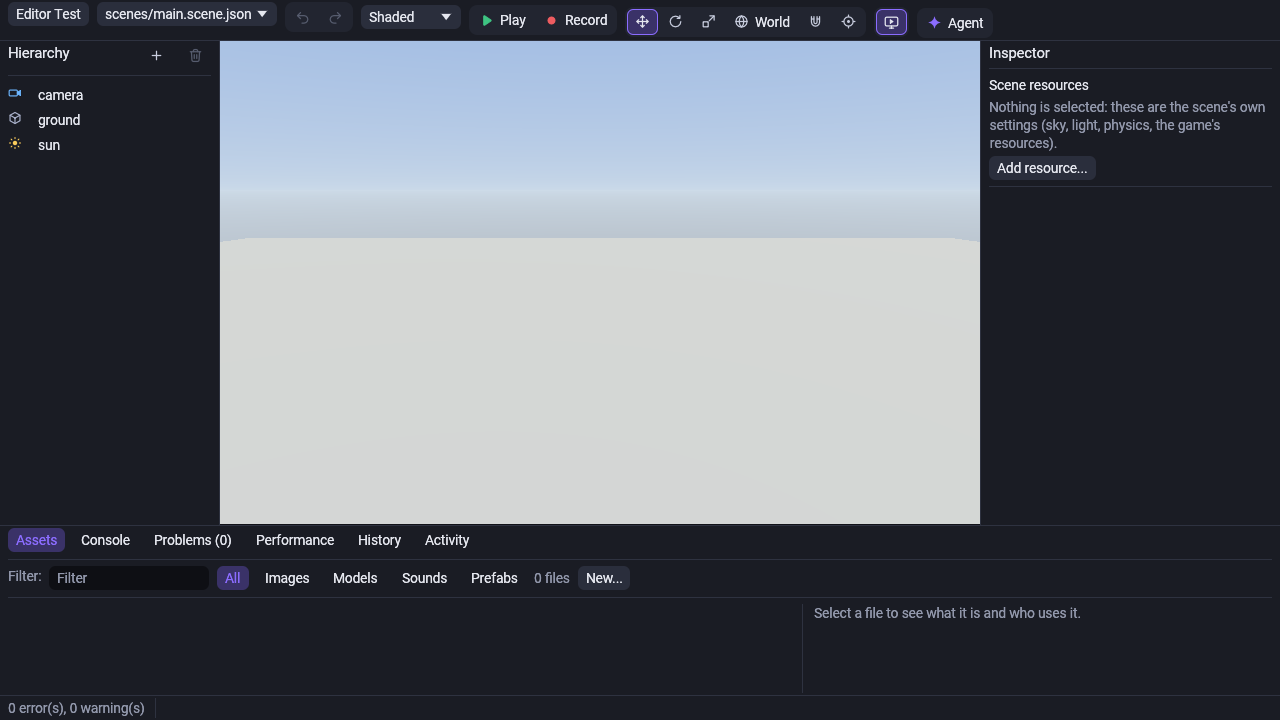 Editor Test
scenes/main.scene.json
Shaded
Play
Record
World
Agent
Hierarchy
camera
ground
sun
Inspector
Scene resources
Nothing is selected: these are the scene's own
settings (sky, light, physics, the game's
resources).
Add resource...
Assets
Console
Problems (0)
Performance
History
Activity
Filter:
Filter
All
Images
Models
Sounds
Prefabs
0 files
New...
Select a file to see what it is and who uses it.
0 error(s), 0 warning(s)